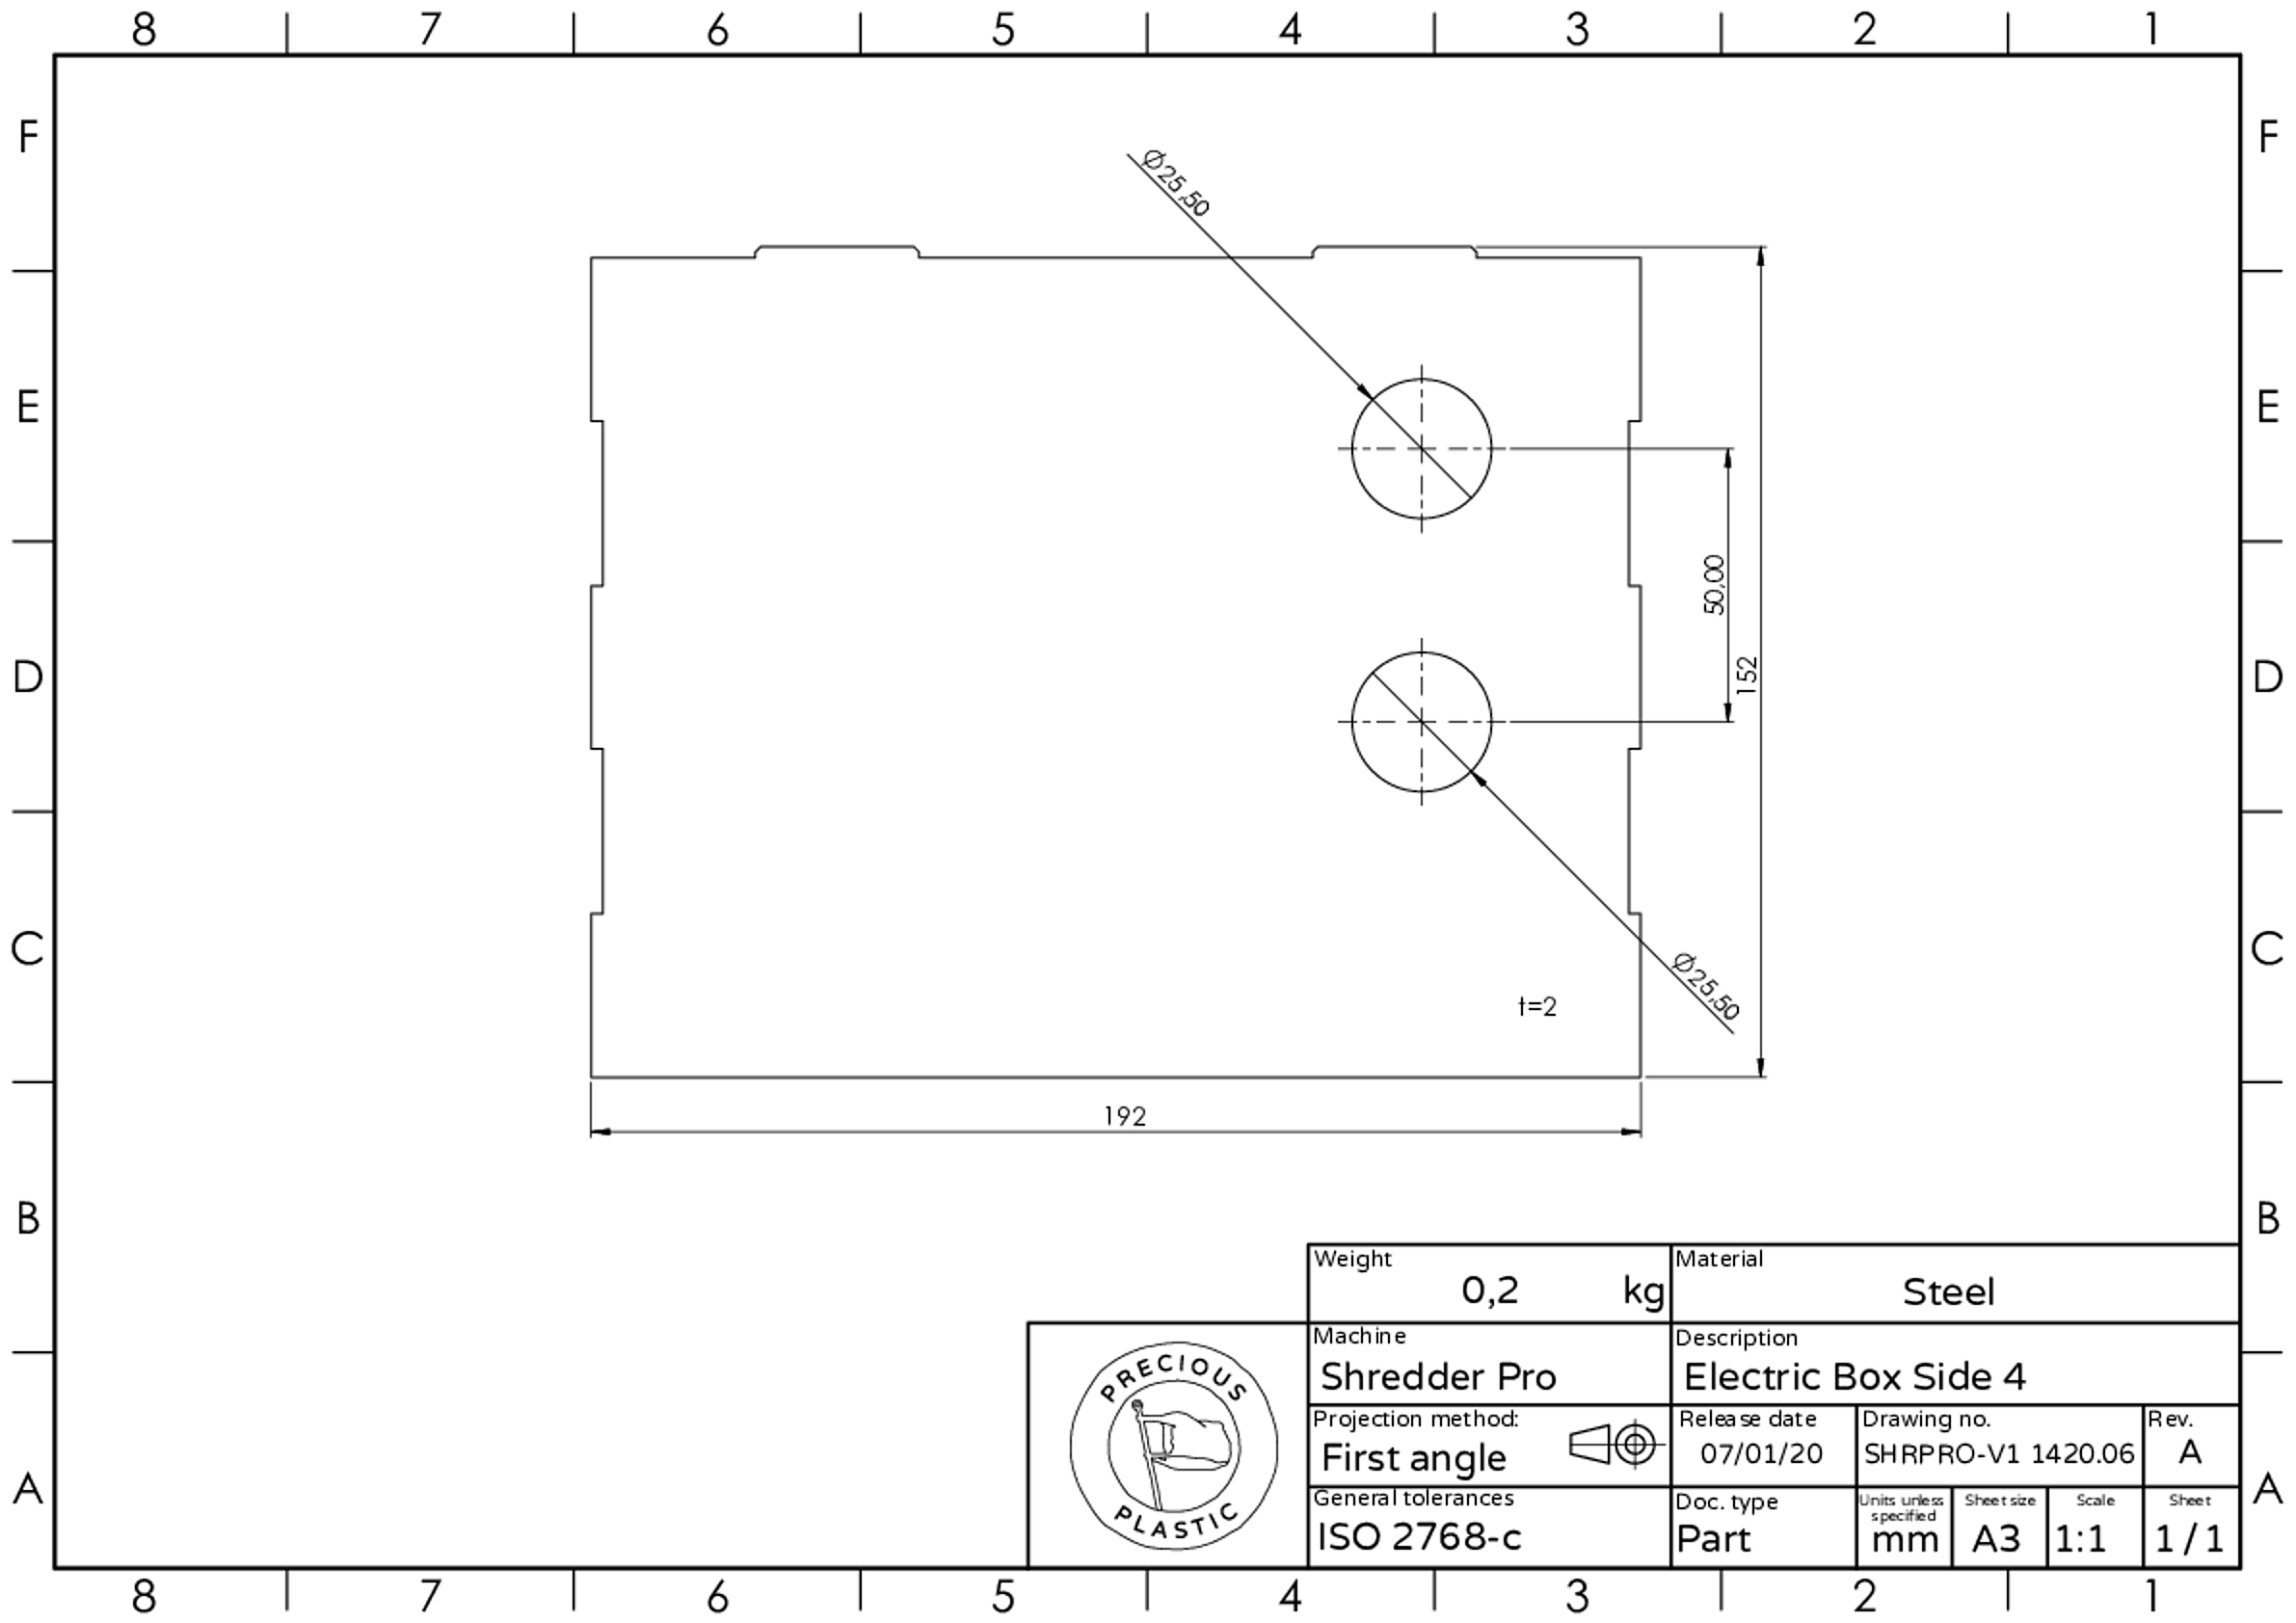 8 7 6 5 4 3 2 1
F F
Ø25,50
E E
50,00
D D
152
C C
Ø25,50
t=2
192
B B
Weight
0,2 kg
Material
Steel
Machine
Shredder Pro
Description
Electric Box Side 4
PRECIOUS
PLASTIC
Projection method:
First angle
Release date
07/01/20
Drawing no.
SHRPRO-V1 1420.06
Rev.
A
A A
General tolerances
ISO 2768-c
Doc. type
Part
Units unless
specified
mm
Sheet size
A3
Scale
1:1
Sheet
1 / 1
8 7 6 5 4 3 2 1